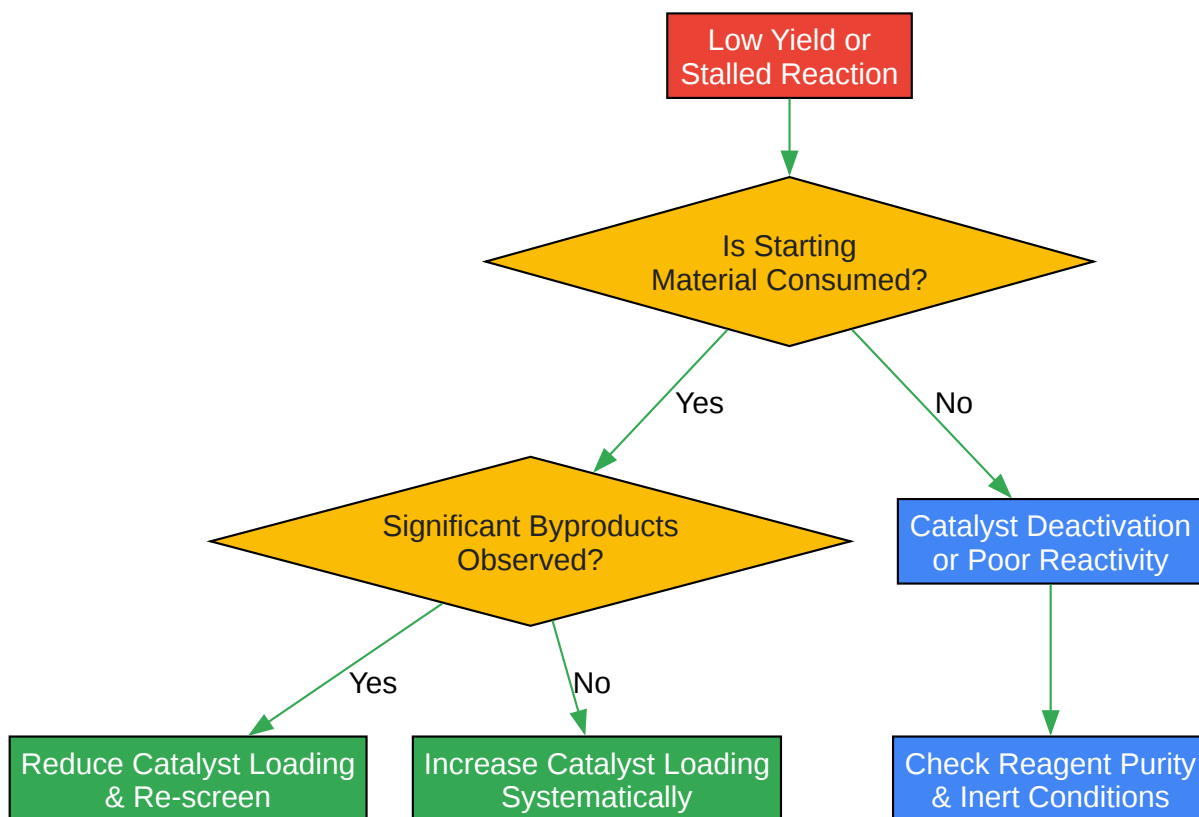 Low Yield or
Stalled Reaction
Is Starting
Material Consumed?
Yes
No
Significant Byproducts
Observed?
Catalyst Deactivation
or Poor Reactivity
Yes
No
Reduce Catalyst Loading
& Re-screen
Increase Catalyst Loading
Systematically
Check Reagent Purity
& Inert Conditions